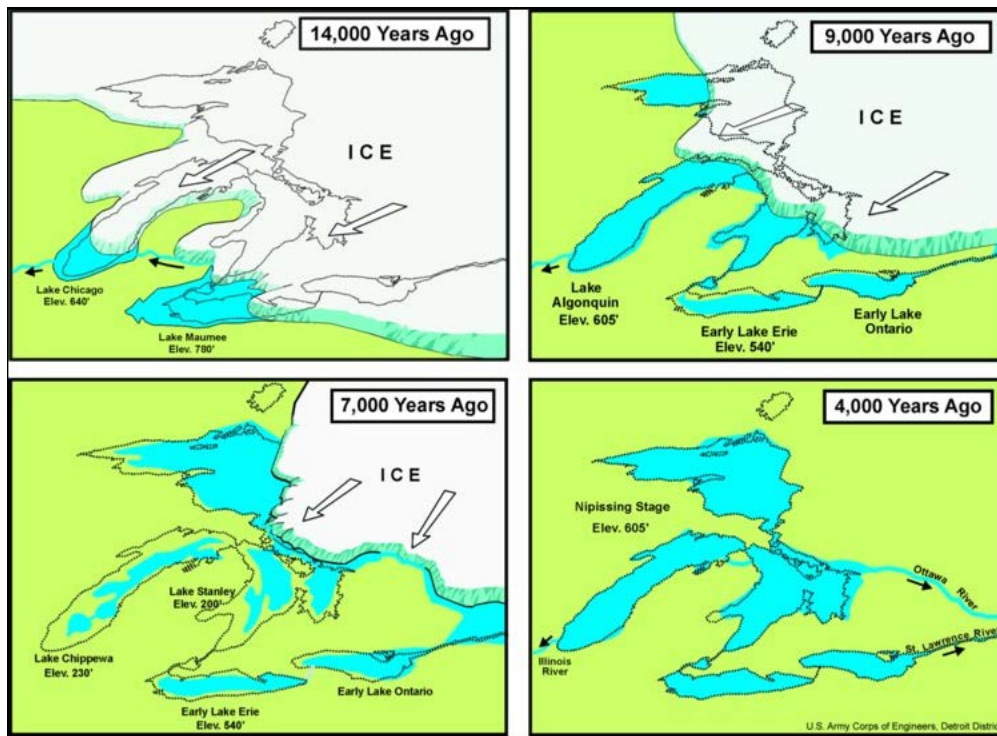 14,000 Years Ago
I C E
Lake Chicago
Elev. 640'
Lake Maumee
Elev. 780'
9,000 Years Ago
I C E
Lake
Algonquin
Elev. 605'
Early Lake Erie
Elev. 540'
Early Lake
Ontario
7,000 Years Ago
I C E
Lake Stanley
Elev. 200'
Lake Chippewa
Elev. 230'
Early Lake Erie
Elev. 540'
Early Lake Ontario
4,000 Years Ago
Nipissing Stage
Elev. 605'
Ottawa
River
St. Lawrence River
Illinois
River
U.S. Army Corps of Engineers, Detroit Distric